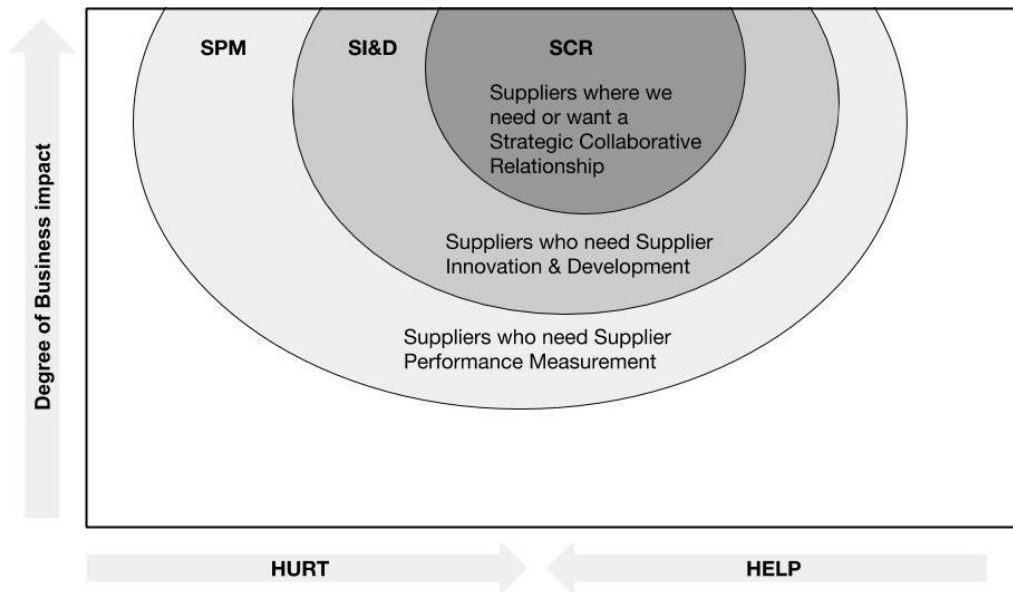 SPM
SI&D
SCR
Suppliers where we
need or want a
Strategic Collaborative
Relationship
Suppliers who need Supplier
Innovation & Development
Suppliers who need Supplier
Performance Measurement
Degree of Business impact
HURT
HELP